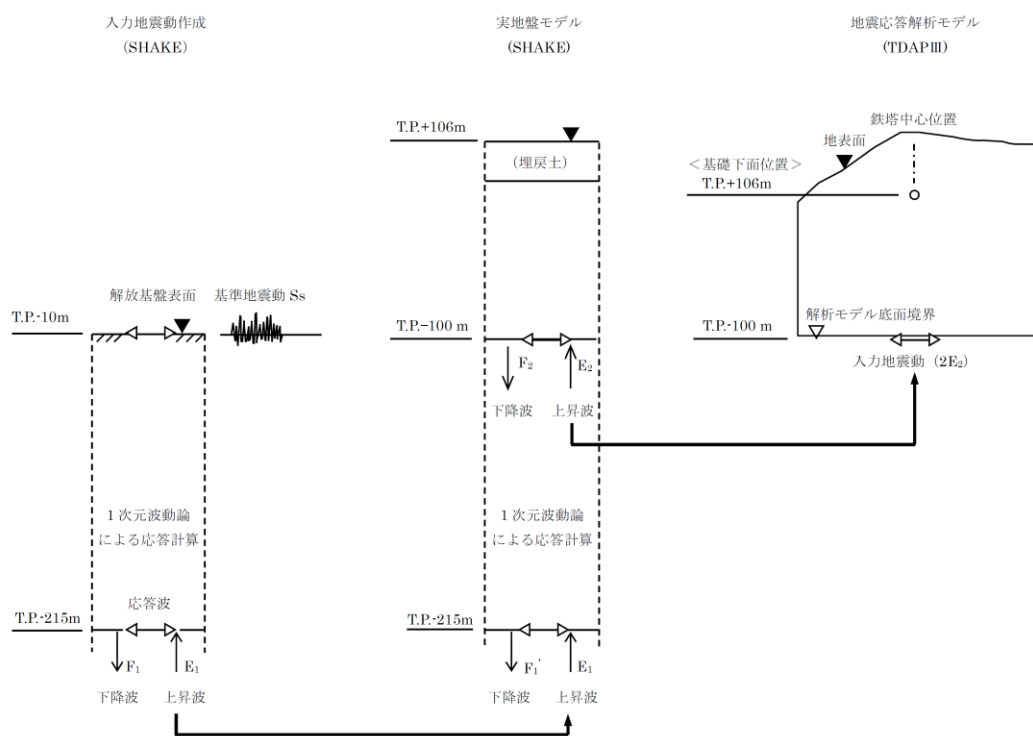 入力地震動作成
(SHAKE)
T.P.-10m
解放基盤表面
基準地震動 Ss
1 次元波動論
による応答計算
T.P.-215m
応答波
F₁
E₁
下降波
上昇波
実地盤モデル
(SHAKE)
T.P.+106m
(埋戻土)
T.P.−100 m
F₂
E₂
下降波
上昇波
1 次元波動論
による応答計算
T.P.-215m
F₁'
E₁
下降波
上昇波
地震応答解析モデル
(TDAPⅢ)
鉄塔中心位置
地表面
＜基礎下面位置＞
T.P.+106m
解析モデル底面境界
T.P.-100 m
入力地震動（2E₂）